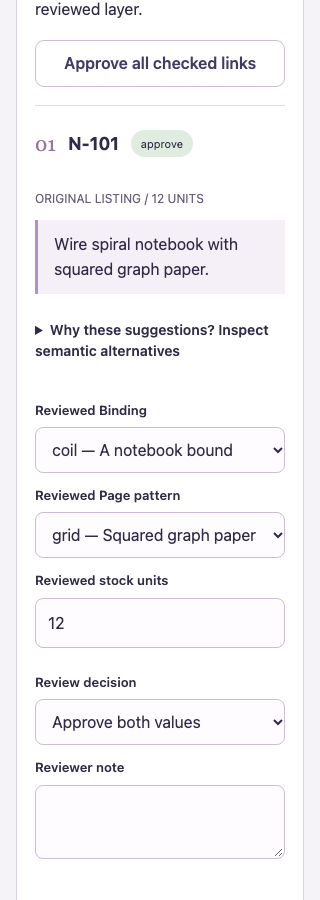 reviewed layer.
Approve all checked links
01 N-101 approve
ORIGINAL LISTING / 12 UNITS
Wire spiral notebook with
squared graph paper.
Why these suggestions? Inspect
semantic alternatives
Reviewed Binding
coil — A notebook bound
Reviewed Page pattern
grid — Squared graph paper
Reviewed stock units
12
Review decision
Approve both values
Reviewer note